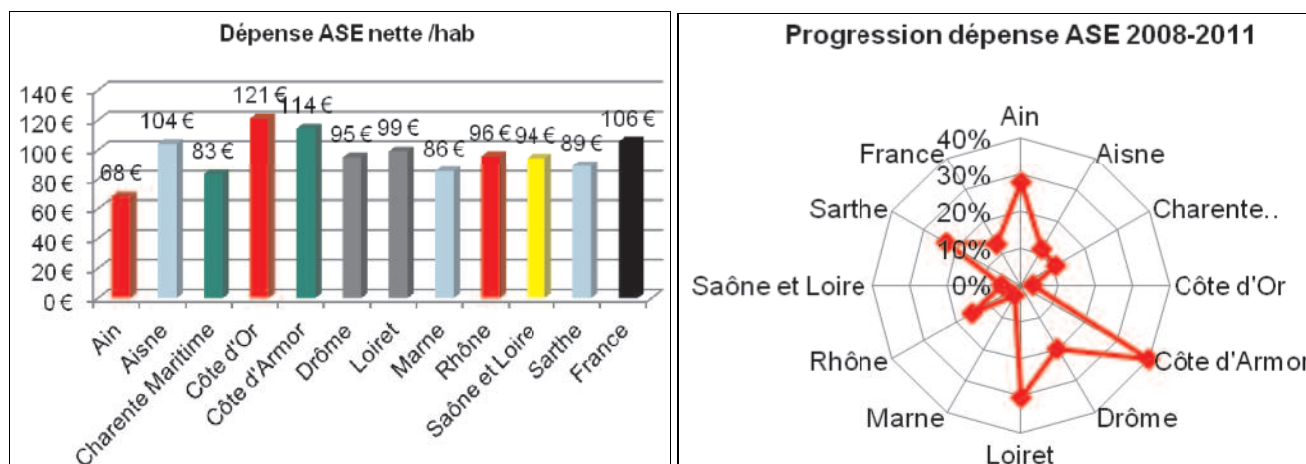 Dépense ASE nette /hab
140 €
120 €
100 €
80 €
60 €
40 €
20 €
0 €
68 €
104 €
83 €
121 €
114 €
95 €
99 €
86 €
96 €
94 €
89 €
106 €
Ain
Aisne
Charente Maritime
Côte d'Or
Côte d'Armor
Drôme
Loiret
Marne
Rhône
Saône et Loire
Sarthe
France
Progression dépense ASE 2008-2011
Ain
Aisne
Charente..
Côte d'Or
Côte d'Armor
Drôme
Loiret
Marne
Rhône
Saône et Loire
Sarthe
France
40%
30%
20%
10%
0%